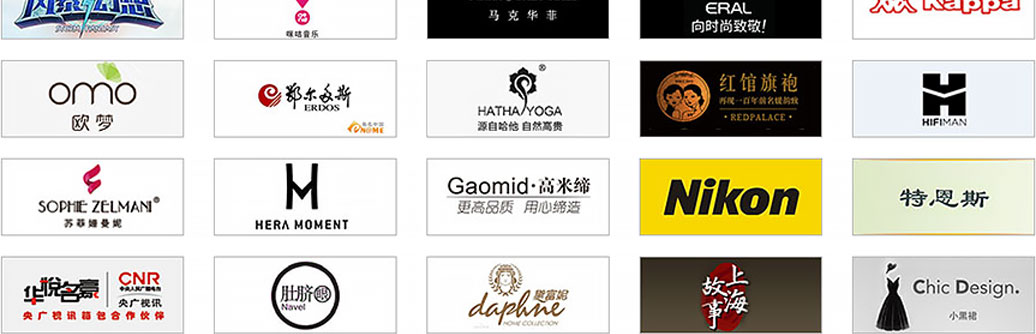 咪咕音乐
马克华菲
ERAL
向时尚致敬!
Kappa
omo
欧梦
鄂尔多斯
ERDOS
HATHA YOGA
源自哈他 自然高贵
红馆旗袍
再现一百年前名媛韵致
·REDPALACE·
HIFIMAN
SOPHIE ZELMANI®
苏菲娅曼妮
HERA MOMENT
Gaomid·高米缔
更高品质 用心缔造
Nikon
特恩斯
华悦名豪
CNR
中央人民广播电台
央广视讯
央广视讯箱包合作伙伴
肚脐眼
Navel
黛富妮
daphne
HOME COLLECTION
上海故事
Chic Design.
小黑裙